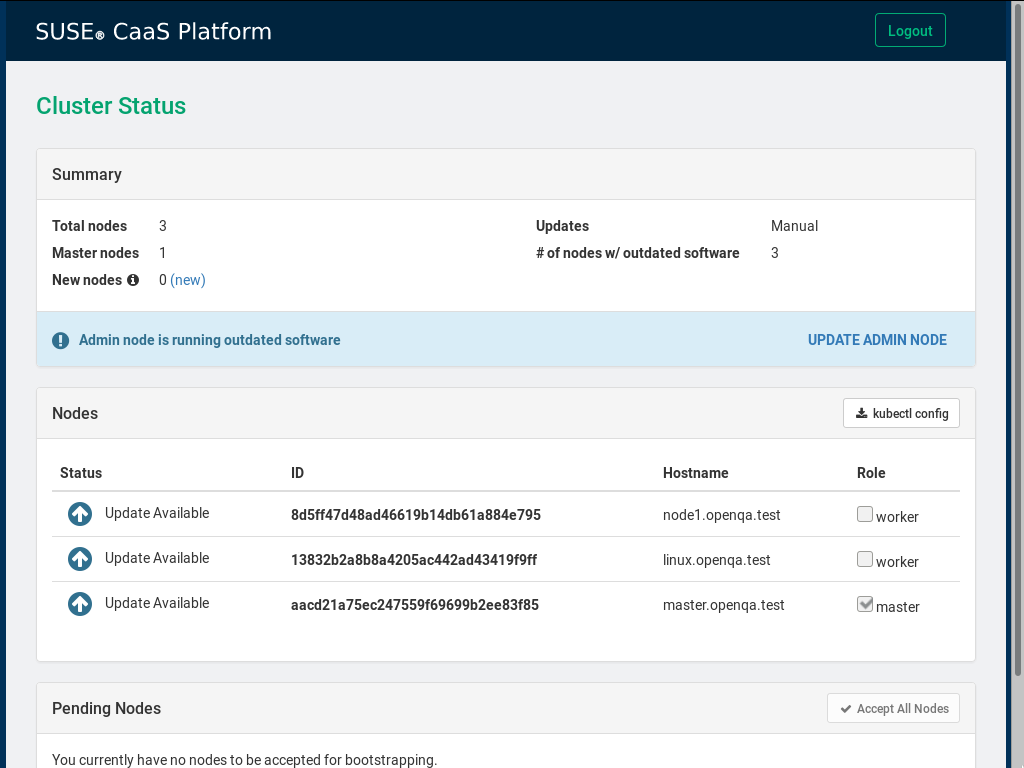 SUSE® CaaS Platform
Logout
Cluster Status
Summary
Total nodes 3 Updates Manual
Master nodes 1 # of nodes w/ outdated software 3
New nodes 0 (new)
Admin node is running outdated software UPDATE ADMIN NODE
Nodes kubectl config
Status ID Hostname Role
Update Available 8d5ff47d48ad46619b14db61a884e795 node1.openqa.test worker
Update Available 13832b2a8b8a4205ac442ad43419f9ff linux.openqa.test worker
Update Available aacd21a75ec247559f69699b2ee83f85 master.openqa.test master
Pending Nodes Accept All Nodes
You currently have no nodes to be accepted for bootstrapping.